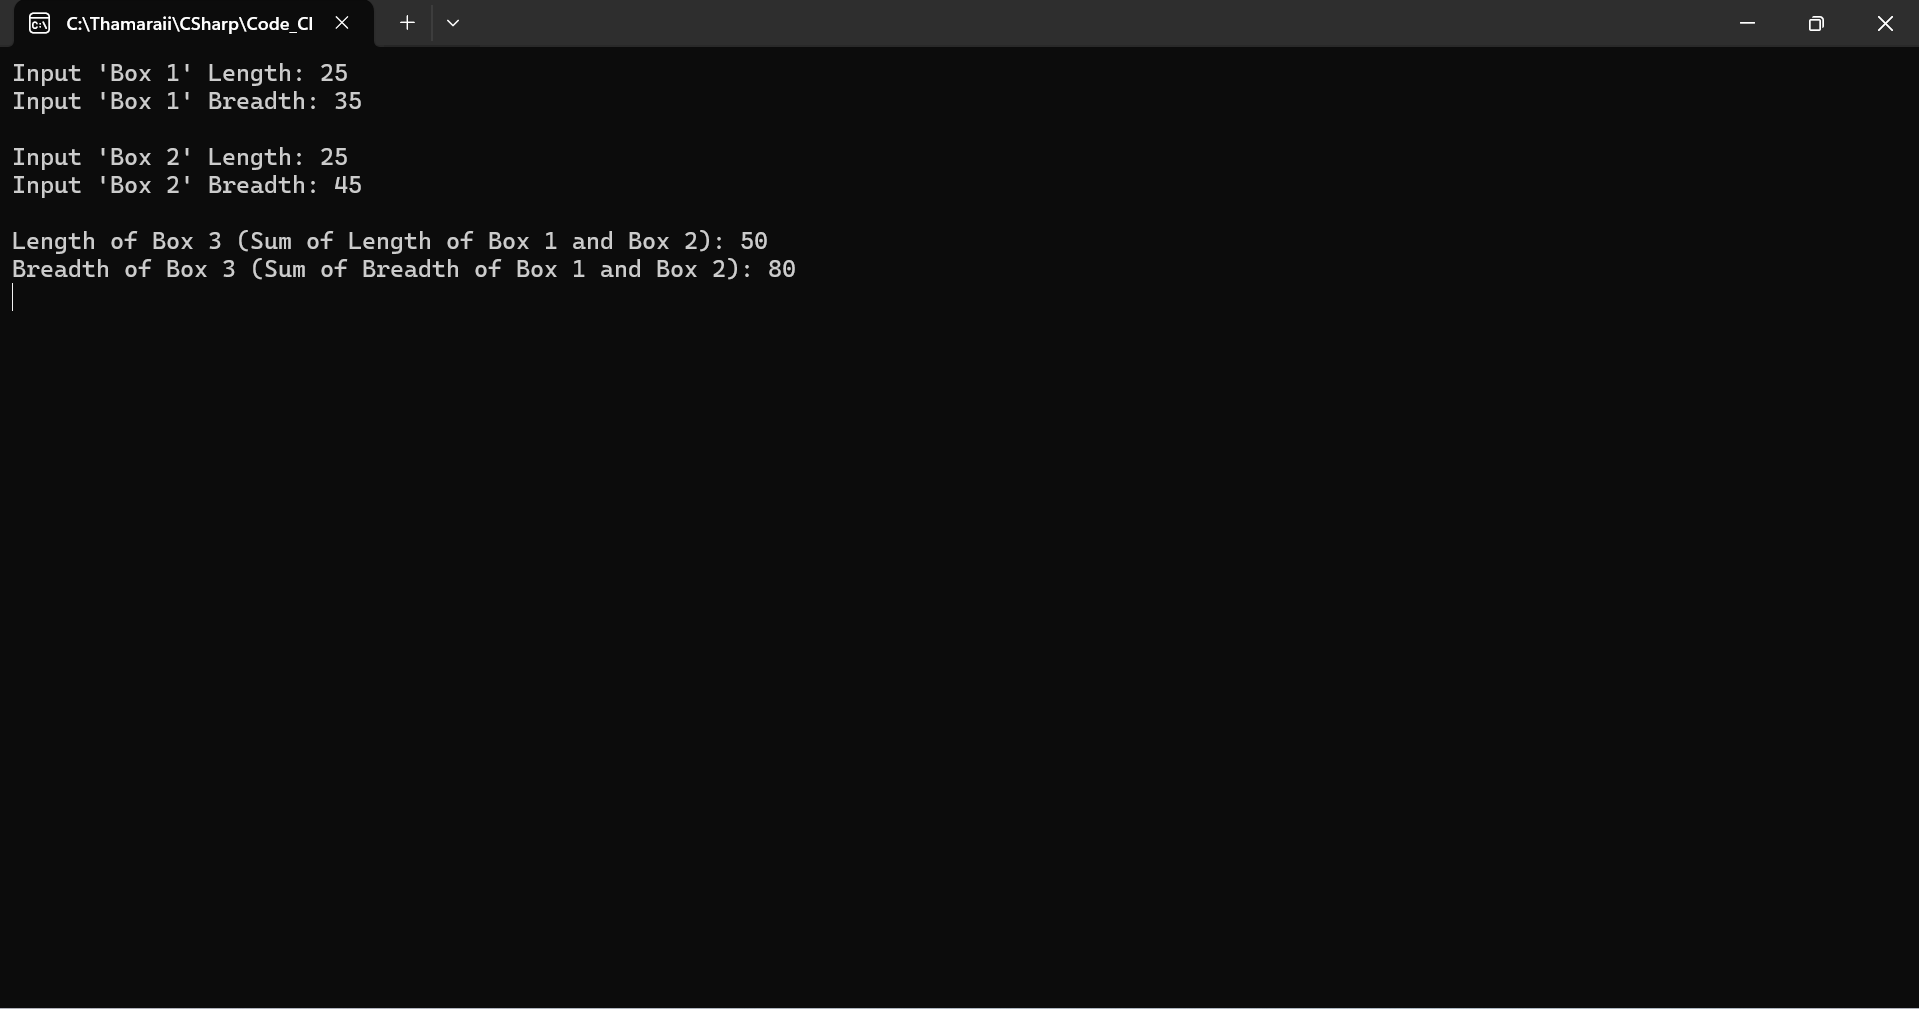 C:\Thamaraii\CSharp\Code_Cl
Input 'Box 1' Length: 25
Input 'Box 1' Breadth: 35
Input 'Box 2' Length: 25
Input 'Box 2' Breadth: 45
Length of Box 3 (Sum of Length of Box 1 and Box 2): 50
Breadth of Box 3 (Sum of Breadth of Box 1 and Box 2): 80